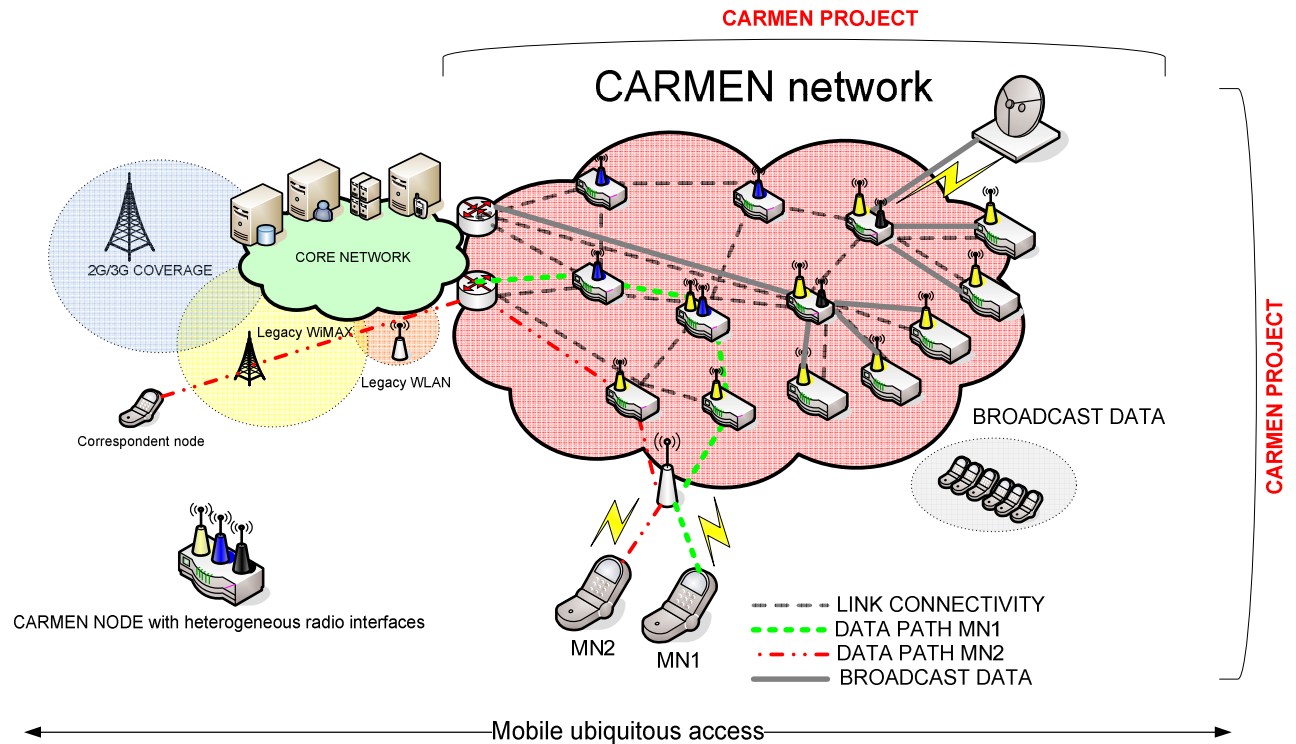 CARMEN PROJECT
CARMEN network
CARMEN PROJECT
2G/3G COVERAGE
CORE NETWORK
Legacy WiMAX
Legacy WLAN
Correspondent node
BROADCAST DATA
CARMEN NODE with heterogeneous radio interfaces
MN2
MN1
LINK CONNECTIVITY
DATA PATH MN1
DATA PATH MN2
BROADCAST DATA
Mobile ubiquitous access